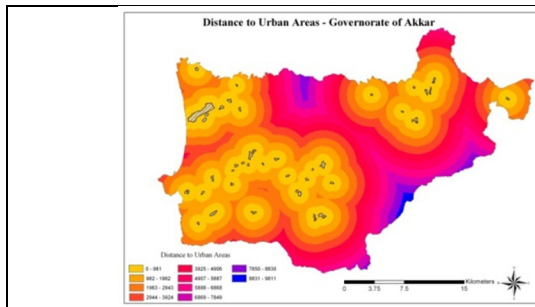 Distance to Urban Areas - Governorate of Akkar
Distance to Urban Areas
0 - 981
982 - 1962
1963 - 2943
2944 - 3924
3925 - 4906
4907 - 5887
5888 - 6868
6869 - 7849
7850 - 8830
8831 - 9811
Kilometers
0 3.75 7.5 15